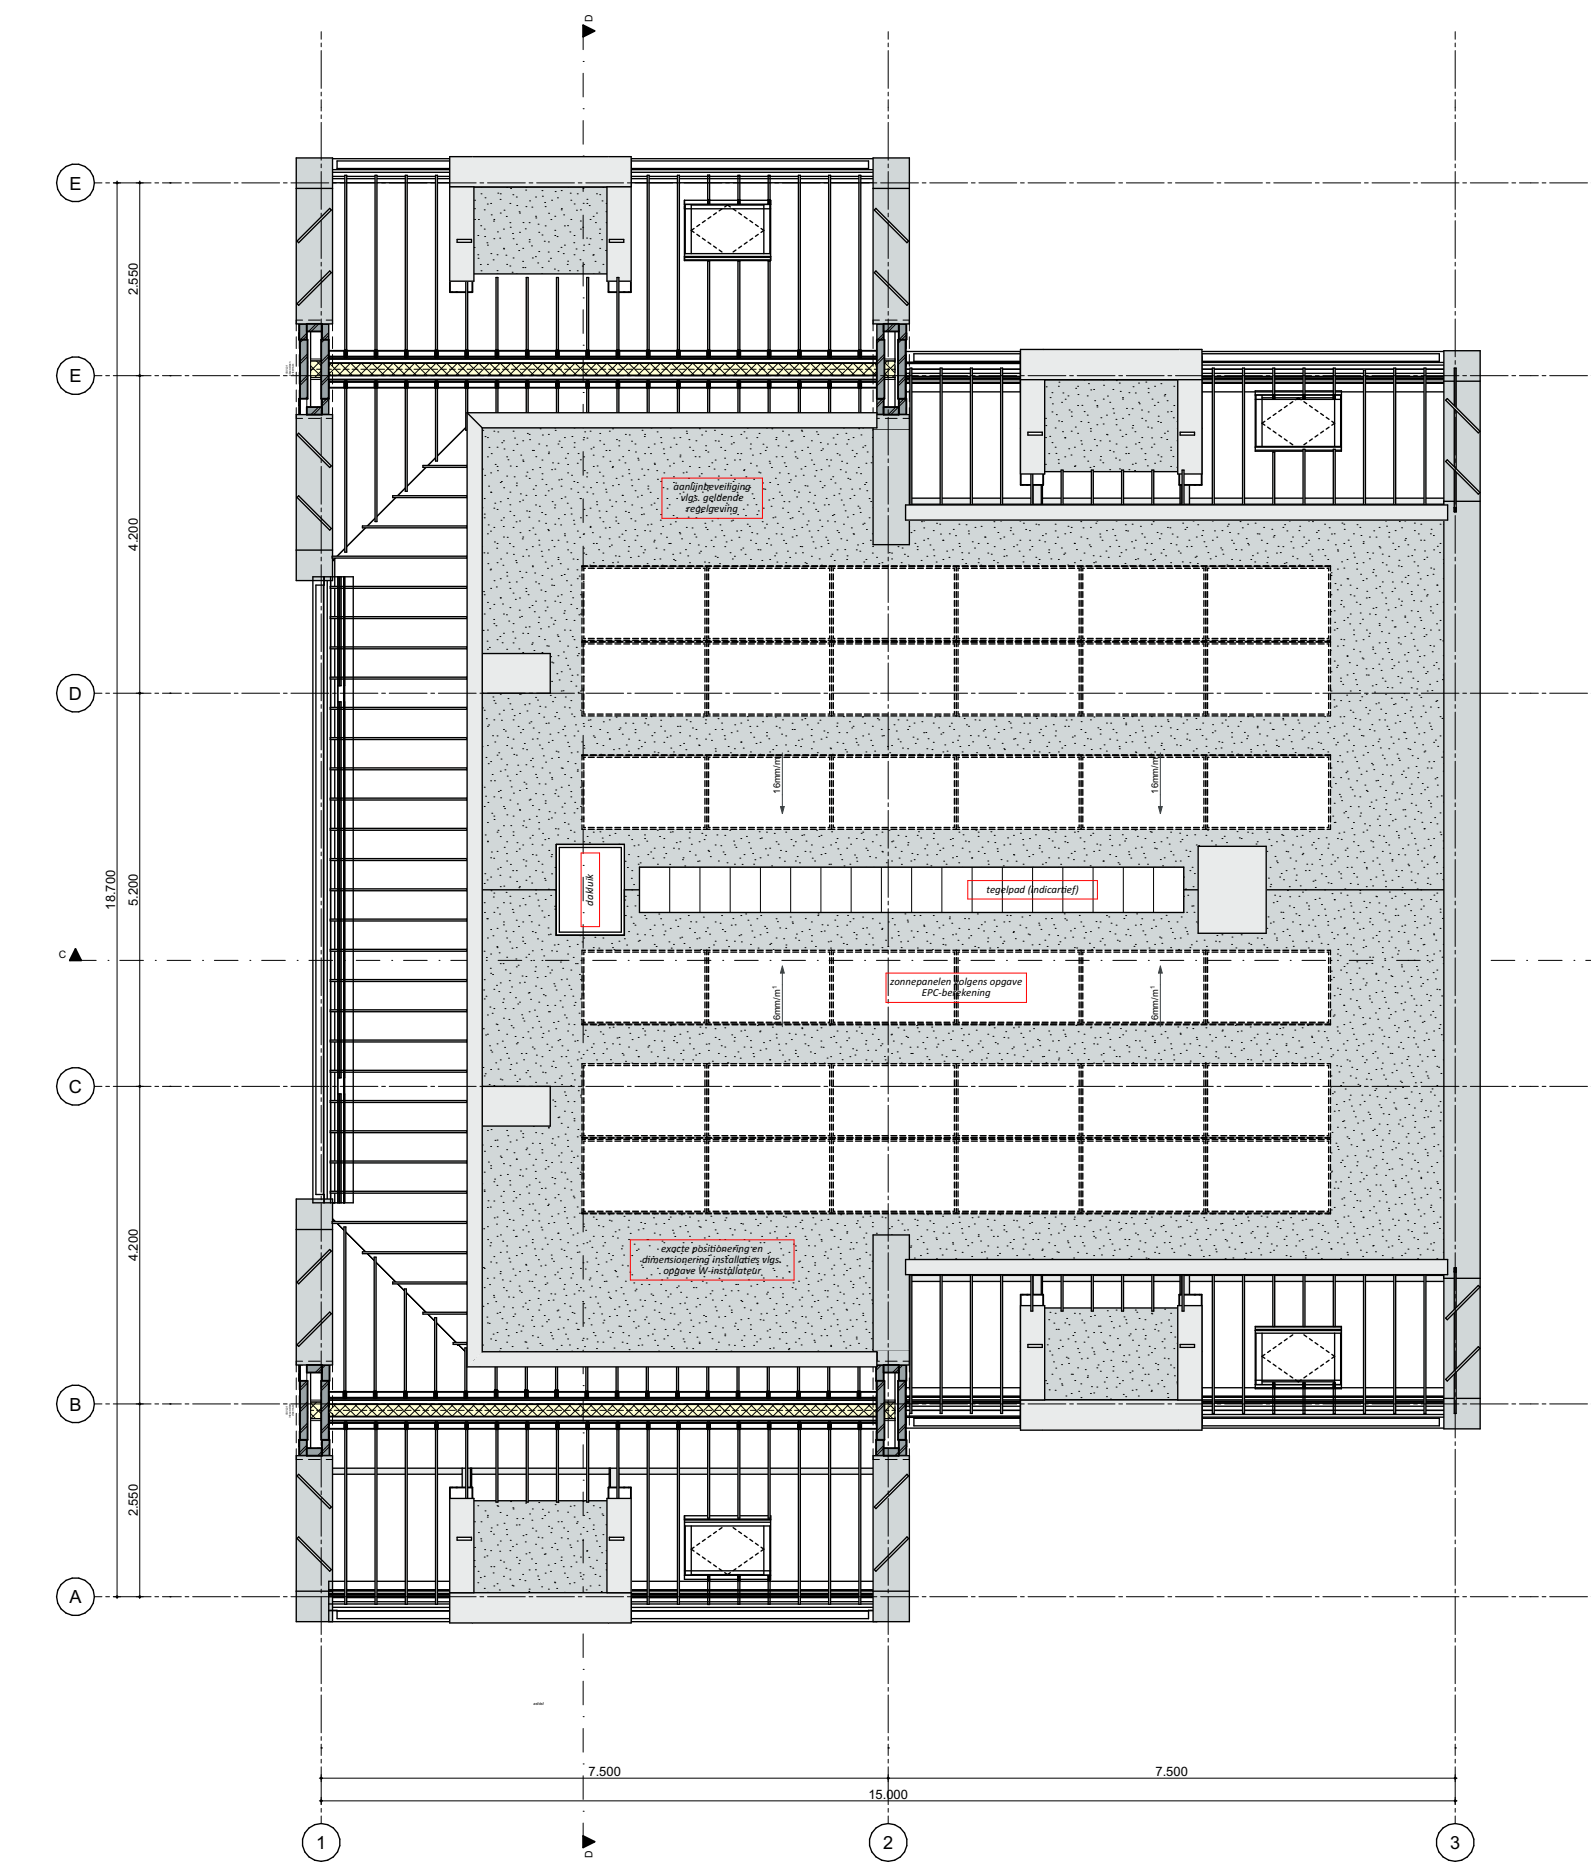 D
E
2.550
E
aanlijnbeveiliging
vlgs. geldende
regelgeving
4.200
D
16mm/m¹
16mm/m¹
18.700
5.200
dakluik
tegelpad (indicartief)
C
zonnepanelen volgens opgave
EPC-berekening
6mm/m¹
6mm/m¹
C
4.200
exacte positionering en
dimensionering installaties vlgs.
opgave W-installateur
B
2.550
A
7.500
7.500
15.000
1
D
2
3